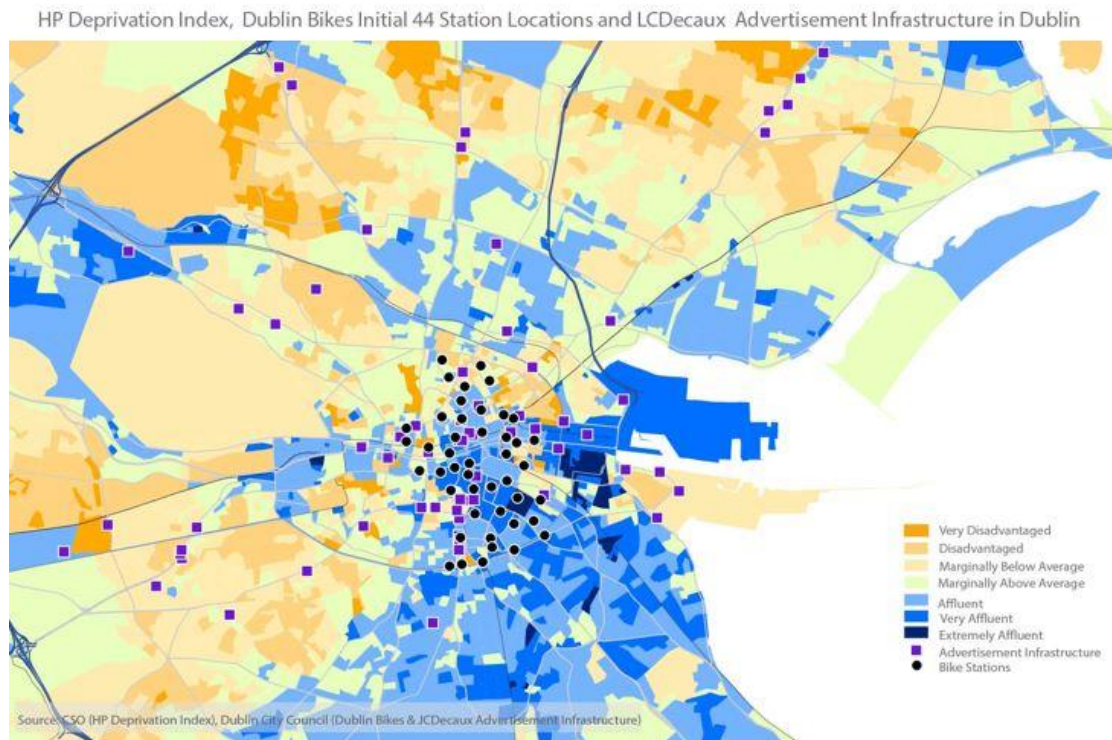 HP Deprivation Index, Dublin Bikes Initial 44 Station Locations and LCDecaux Advertisement Infrastructure in Dublin
Very Disadvantaged
Disadvantaged
Marginally Below Average
Marginally Above Average
Affluent
Very Affluent
Extremely Affluent
Advertisement Infrastructure
Bike Stations
Source: CSO (HP Deprivation Index), Dublin City Council (Dublin Bikes & JCDecaux Advertisement Infrastructure)